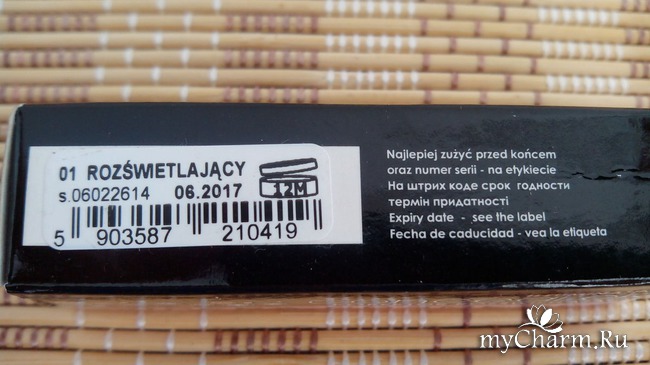 01 ROZŚWIETLAJĄCY
s.06022614 06.2017 12M
5 903587 210419
Najlepiej zużyć przed końcem
oraz numer serii - na etykiecie
На штрих коде срок годности
термін придатності
Expiry date - see the label
Fecha de caducidad - vea la etiqueta
myCharm.Ru